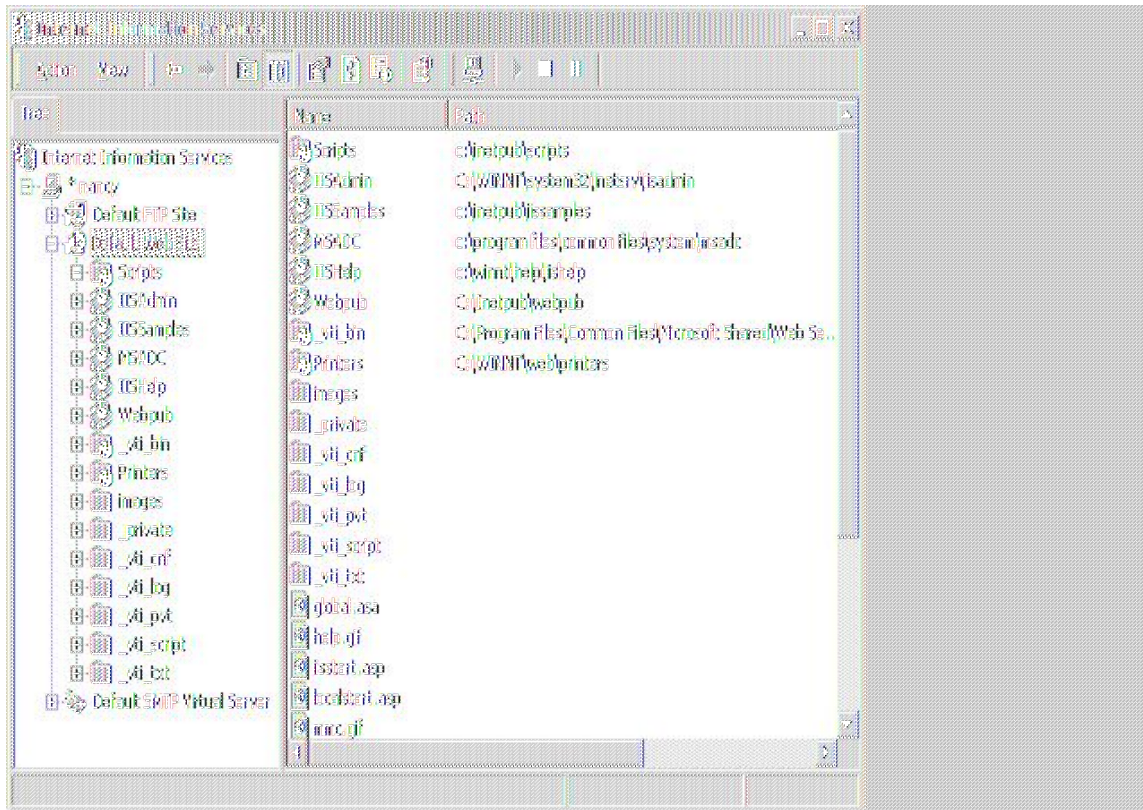 Internet Information Services
Action View
Tree
Name Path
Internet Information Services
* nancy
Default FTP Site
Default Web Site
Scripts
IISAdmin
IISSamples
MSADC
IISHelp
Webpub
_vti_bin
Printers
images
_private
_vti_cnf
_vti_log
_vti_pvt
_vti_script
_vti_txt
Default SMTP Virtual Server
Scripts c:\inetpub\scripts
IISAdmin C:\WINNT\system32\inetsrv\iisadmin
IISSamples c:\inetpub\iissamples
MSADC c:\program files\common files\system\msadc
IISHelp c:\winnt\help\iishelp
Webpub C:\Inetpub\webpub
_vti_bin C:\Program Files\Common Files\Microsoft Shared\Web Se...
Printers C:\WINNT\web\printers
images
_private
_vti_cnf
_vti_log
_vti_pvt
_vti_script
_vti_txt
global.asa
help.gif
iisstart.asp
localstart.asp
mmc.gif